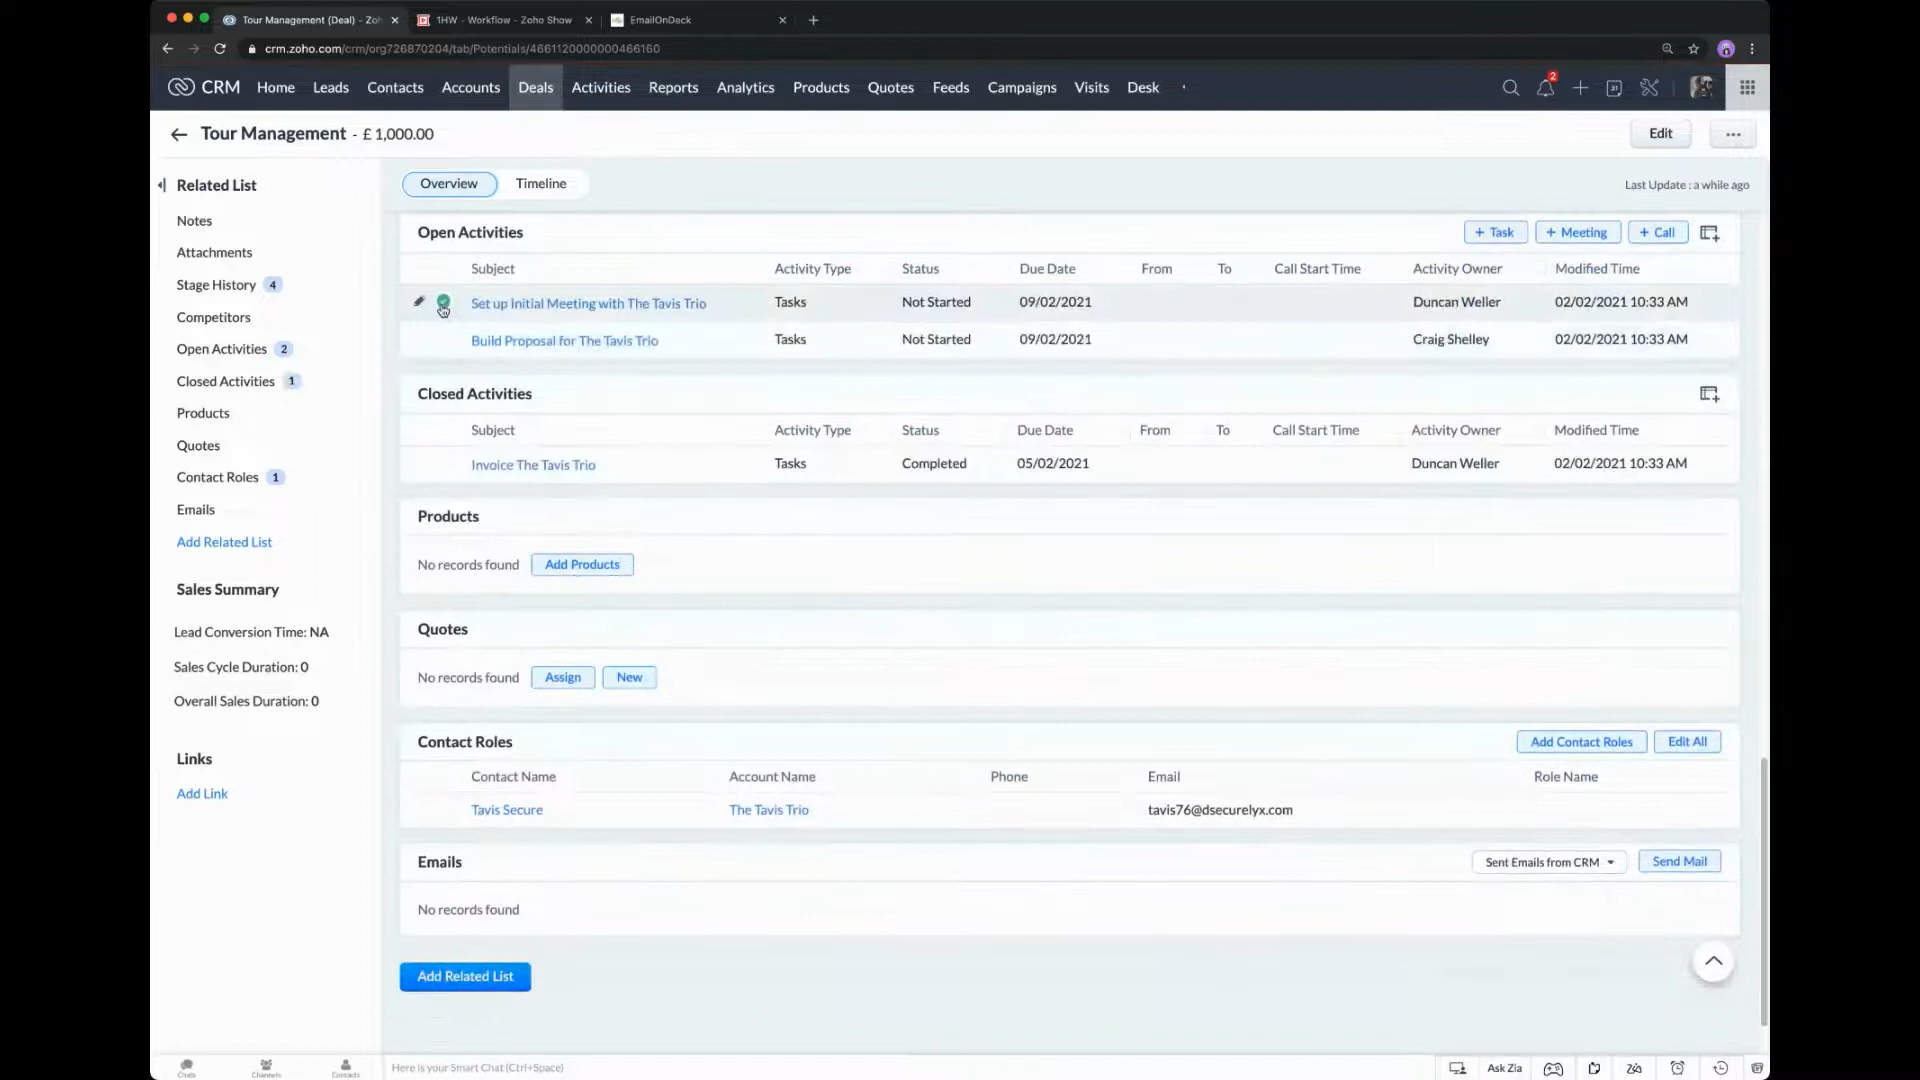 Tour Management (Deal) - Zoh
1HW - Workflow - Zoho Show
EmailOnDeck
crm.zoho.com/crm/org726870204/tab/Potentials/4661120000000466160
CRM
Home
Leads
Contacts
Accounts
Deals
Activities
Reports
Analytics
Products
Quotes
Feeds
Campaigns
Visits
Desk
2
Tour Management - £ 1,000.00
Edit
Related List
Notes
Attachments
Stage History 4
Competitors
Open Activities 2
Closed Activities 1
Products
Quotes
Contact Roles 1
Emails
Add Related List
Sales Summary
Lead Conversion Time: NA
Sales Cycle Duration: 0
Overall Sales Duration: 0
Links
Add Link
Overview
Timeline
Last Update : a while ago
Open Activities
+ Task
+ Meeting
+ Call
Subject Activity Type Status Due Date From To Call Start Time Activity Owner Modified Time
Set up Initial Meeting with The Tavis Trio Tasks Not Started 09/02/2021 Duncan Weller 02/02/2021 10:33 AM
Build Proposal for The Tavis Trio Tasks Not Started 09/02/2021 Craig Shelley 02/02/2021 10:33 AM
Closed Activities
Subject Activity Type Status Due Date From To Call Start Time Activity Owner Modified Time
Invoice The Tavis Trio Tasks Completed 05/02/2021 Duncan Weller 02/02/2021 10:33 AM
Products
No records found Add Products
Quotes
No records found Assign New
Contact Roles
Add Contact Roles
Edit All
Contact Name Account Name Phone Email Role Name
Tavis Secure The Tavis Trio tavis76@dsecurelyx.com
Emails
Sent Emails from CRM
Send Mail
No records found
Add Related List
Chats
Channels
Contacts
Here is your Smart Chat (Ctrl+Space)
Ask Zia